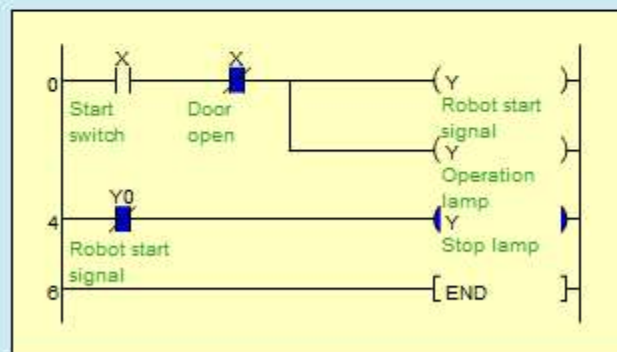 X X
0 Y
Start Door Robot start
switch open signal
Y
Operation
lamp
Y0
4 Y
Robot start Stop lamp
signal
6 END